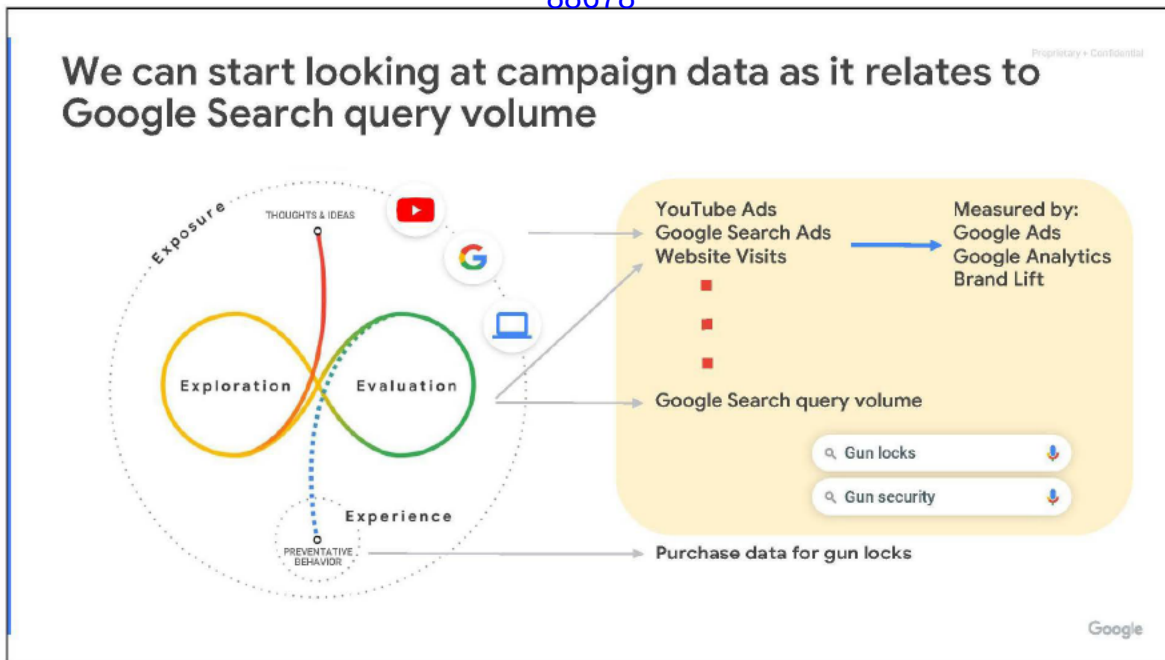 Proprietary + Confidential
We can start looking at campaign data as it relates to
Google Search query volume
Exposure
THOUGHTS & IDEAS
Exploration
Evaluation
Experience
PREVENTATIVE
BEHAVIOR
YouTube Ads
Google Search Ads
Website Visits
Measured by:
Google Ads
Google Analytics
Brand Lift
Google Search query volume
Gun locks
Gun security
Purchase data for gun locks
Google